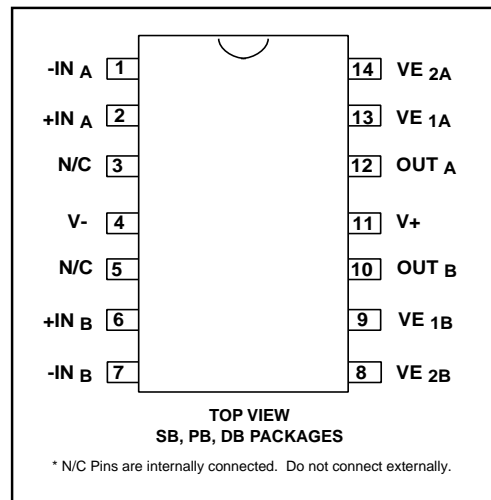 -IN A 1 14 VE 2A
+IN A 2 13 VE 1A
N/C 3 12 OUT A
V- 4 11 V+
N/C 5 10 OUT B
+IN B 6 9 VE 1B
-IN B 7 8 VE 2B
TOP VIEW
SB, PB, DB PACKAGES
* N/C Pins are internally connected. Do not connect externally.